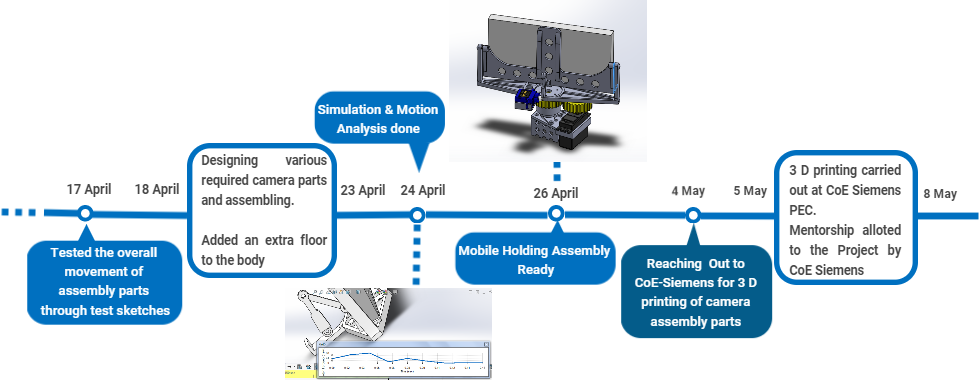 Simulation & Motion
Analysis done
Designing various
required camera parts
and assembling.
Added an extra floor
to the body
3 D printing carried
out at CoE Siemens
PEC.
Mentorship alloted
to the Project by
CoE Siemens
17 April
18 April
23 April
24 April
26 April
4 May
5 May
8 May
Tested the overall
movement of
assembly parts
through test sketches
Mobile Holding Assembly
Ready
Reaching Out to
CoE-Siemens for 3 D
printing of camera
assembly parts